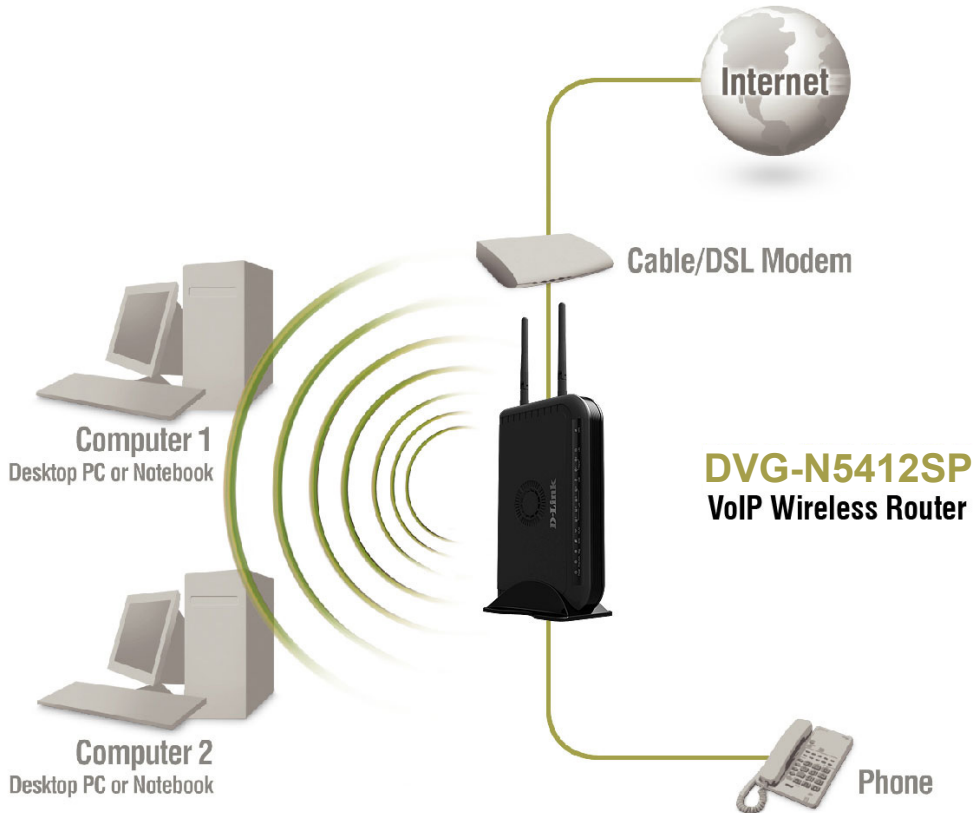 Internet
Cable/DSL Modem
Computer 1
Desktop PC or Notebook
D-Link
DVG-N5412SP
VoIP Wireless Router
Computer 2
Desktop PC or Notebook
Phone